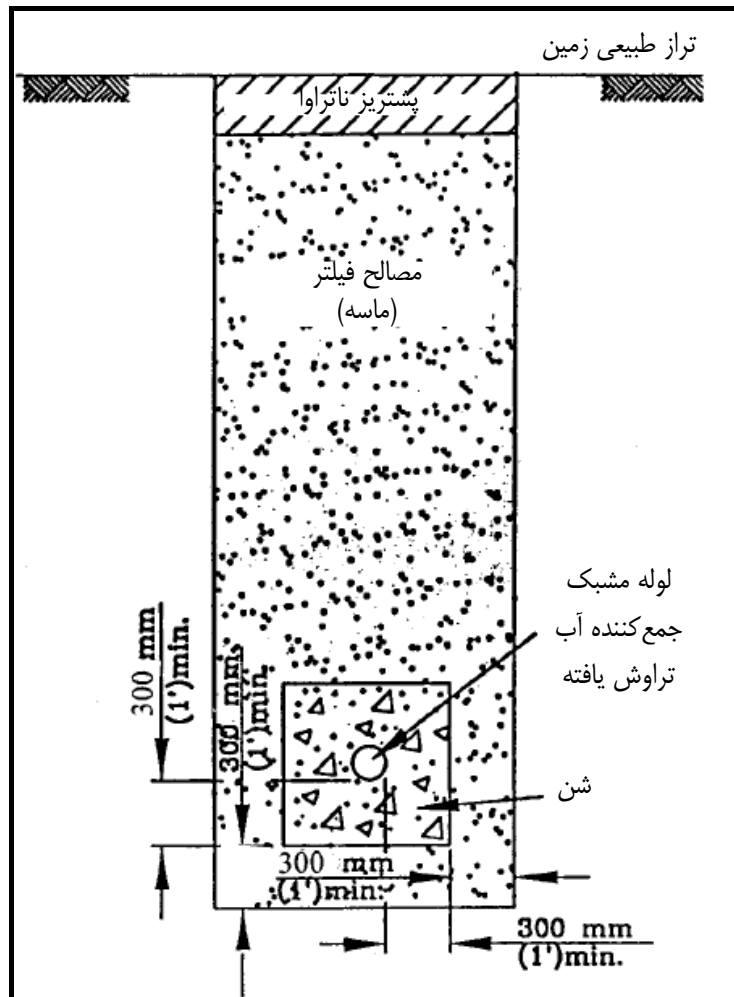 تراز طبیعی زمین
پشتریز ناتراوا
مصالح فیلتر
(ماسه)
لوله مشبک
جمع‌کننده آب
تراوش یافته
شن
300 mm
(1')min.
300 mm
(1')min.
300 mm
(1')min.
300 mm
(1')min.